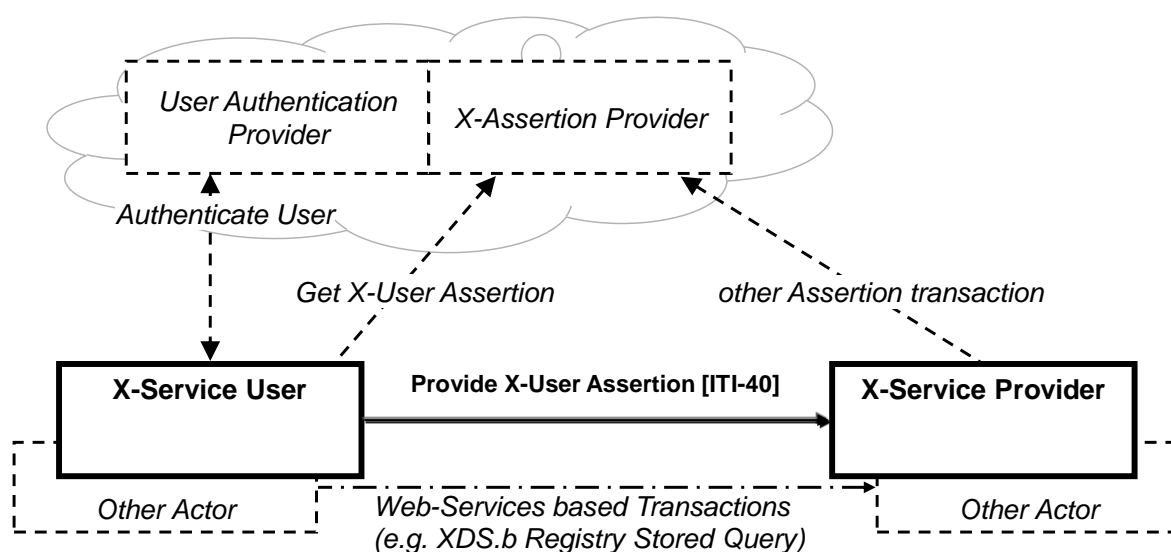 User Authentication
Provider
X-Assertion Provider
Authenticate User
Get X-User Assertion
other Assertion transaction
X-Service User
Provide X-User Assertion [ITI-40]
X-Service Provider
Other Actor
Web-Services based Transactions
(e.g. XDS.b Registry Stored Query)
Other Actor